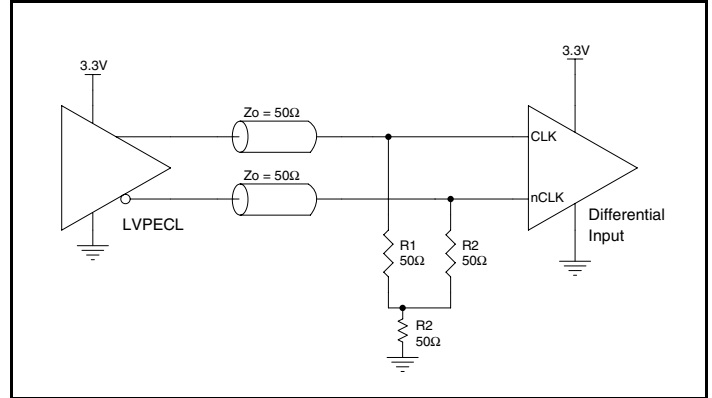 3.3V
3.3V
Zo = 50Ω
CLK
Zo = 50Ω
nCLK
LVPECL
Differential
Input
R1
50Ω
R2
50Ω
R2
50Ω